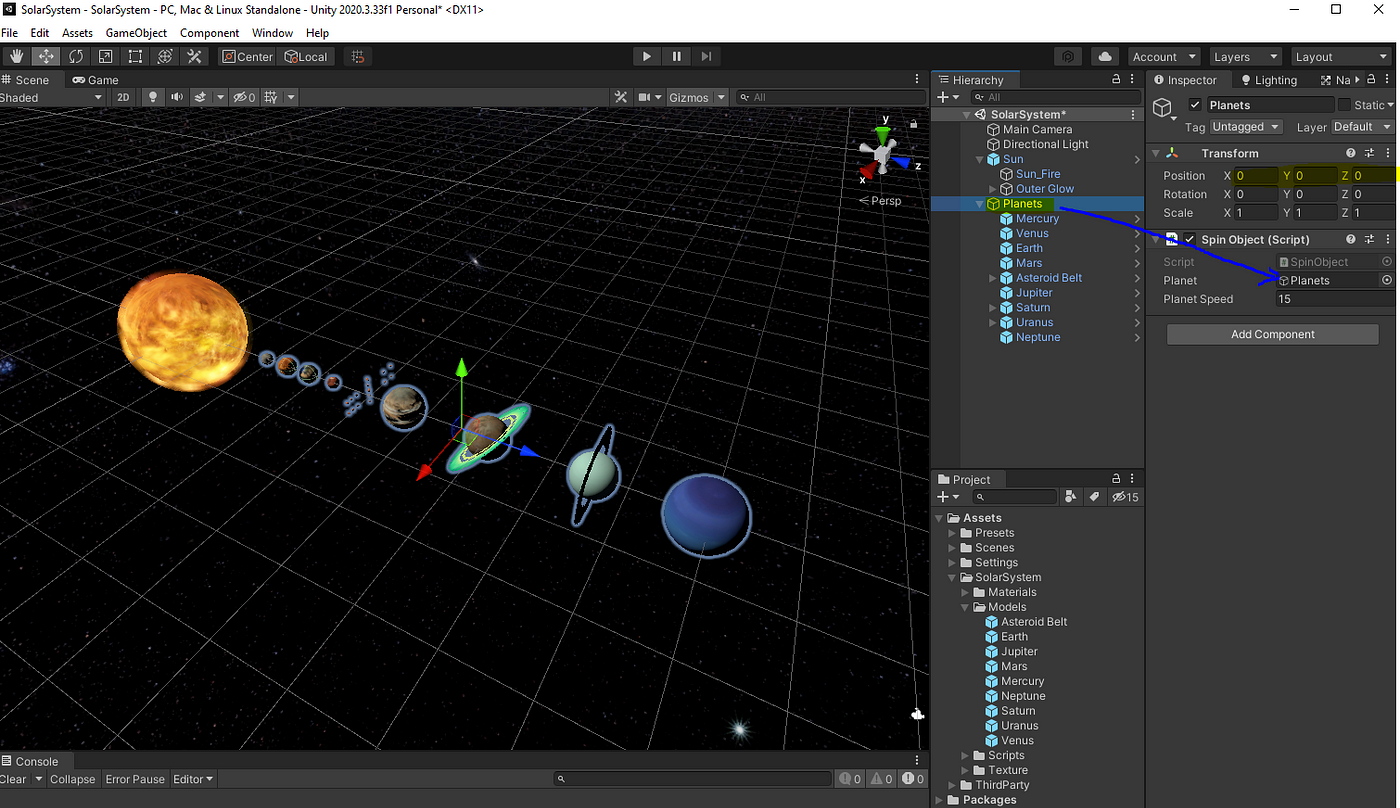 SolarSystem - SolarSystem - PC, Mac & Linux Standalone - Unity 2020.3.33f1 Personal* <DX11>
File Edit Assets GameObject Component Window Help
Center Local
Account Layers Layout
Scene Game
Shaded 2D 0 Gizmos All
y
z
x
Persp
Hierarchy
All
SolarSystem*
Main Camera
Directional Light
Sun
Sun_Fire
Outer Glow
Planets
Mercury
Venus
Earth
Mars
Asteroid Belt
Jupiter
Saturn
Uranus
Neptune
Project
15
Assets
Presets
Scenes
Settings
SolarSystem
Materials
Models
Asteroid Belt
Earth
Jupiter
Mars
Mercury
Neptune
Saturn
Uranus
Venus
Scripts
Texture
ThirdParty
Packages
Inspector Lighting Na
Planets Static
Tag Untagged Layer Default
Transform
Position X 0 Y 0 Z 0
Rotation X 0 Y 0 Z 0
Scale X 1 Y 1 Z 1
Spin Object (Script)
Script SpinObject
Planet Planets
Planet Speed 15
Add Component
Console
Clear Collapse Error Pause Editor 0 0 0